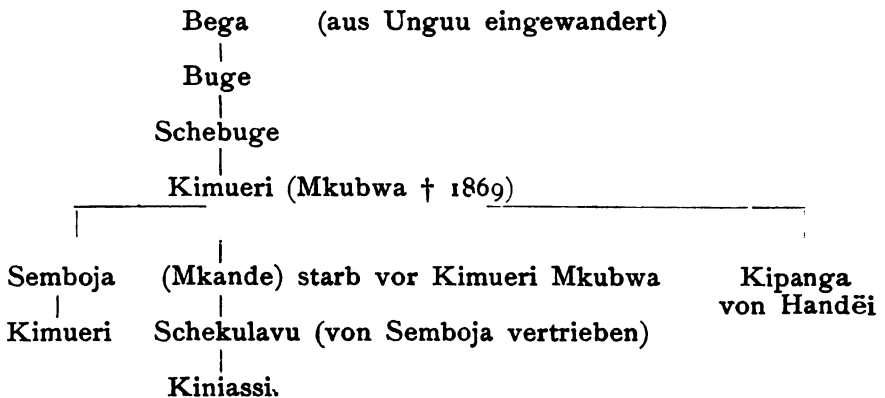 Bega (aus Unguu eingewandert)
Buge
Schebuge
Kimueri (Mkubwa † 1869)
Semboja (Mkande) starb vor Kimueri Mkubwa Kipanga
von Handëi
Kimueri Schekulavu (von Semboja vertrieben)
Kiniassi